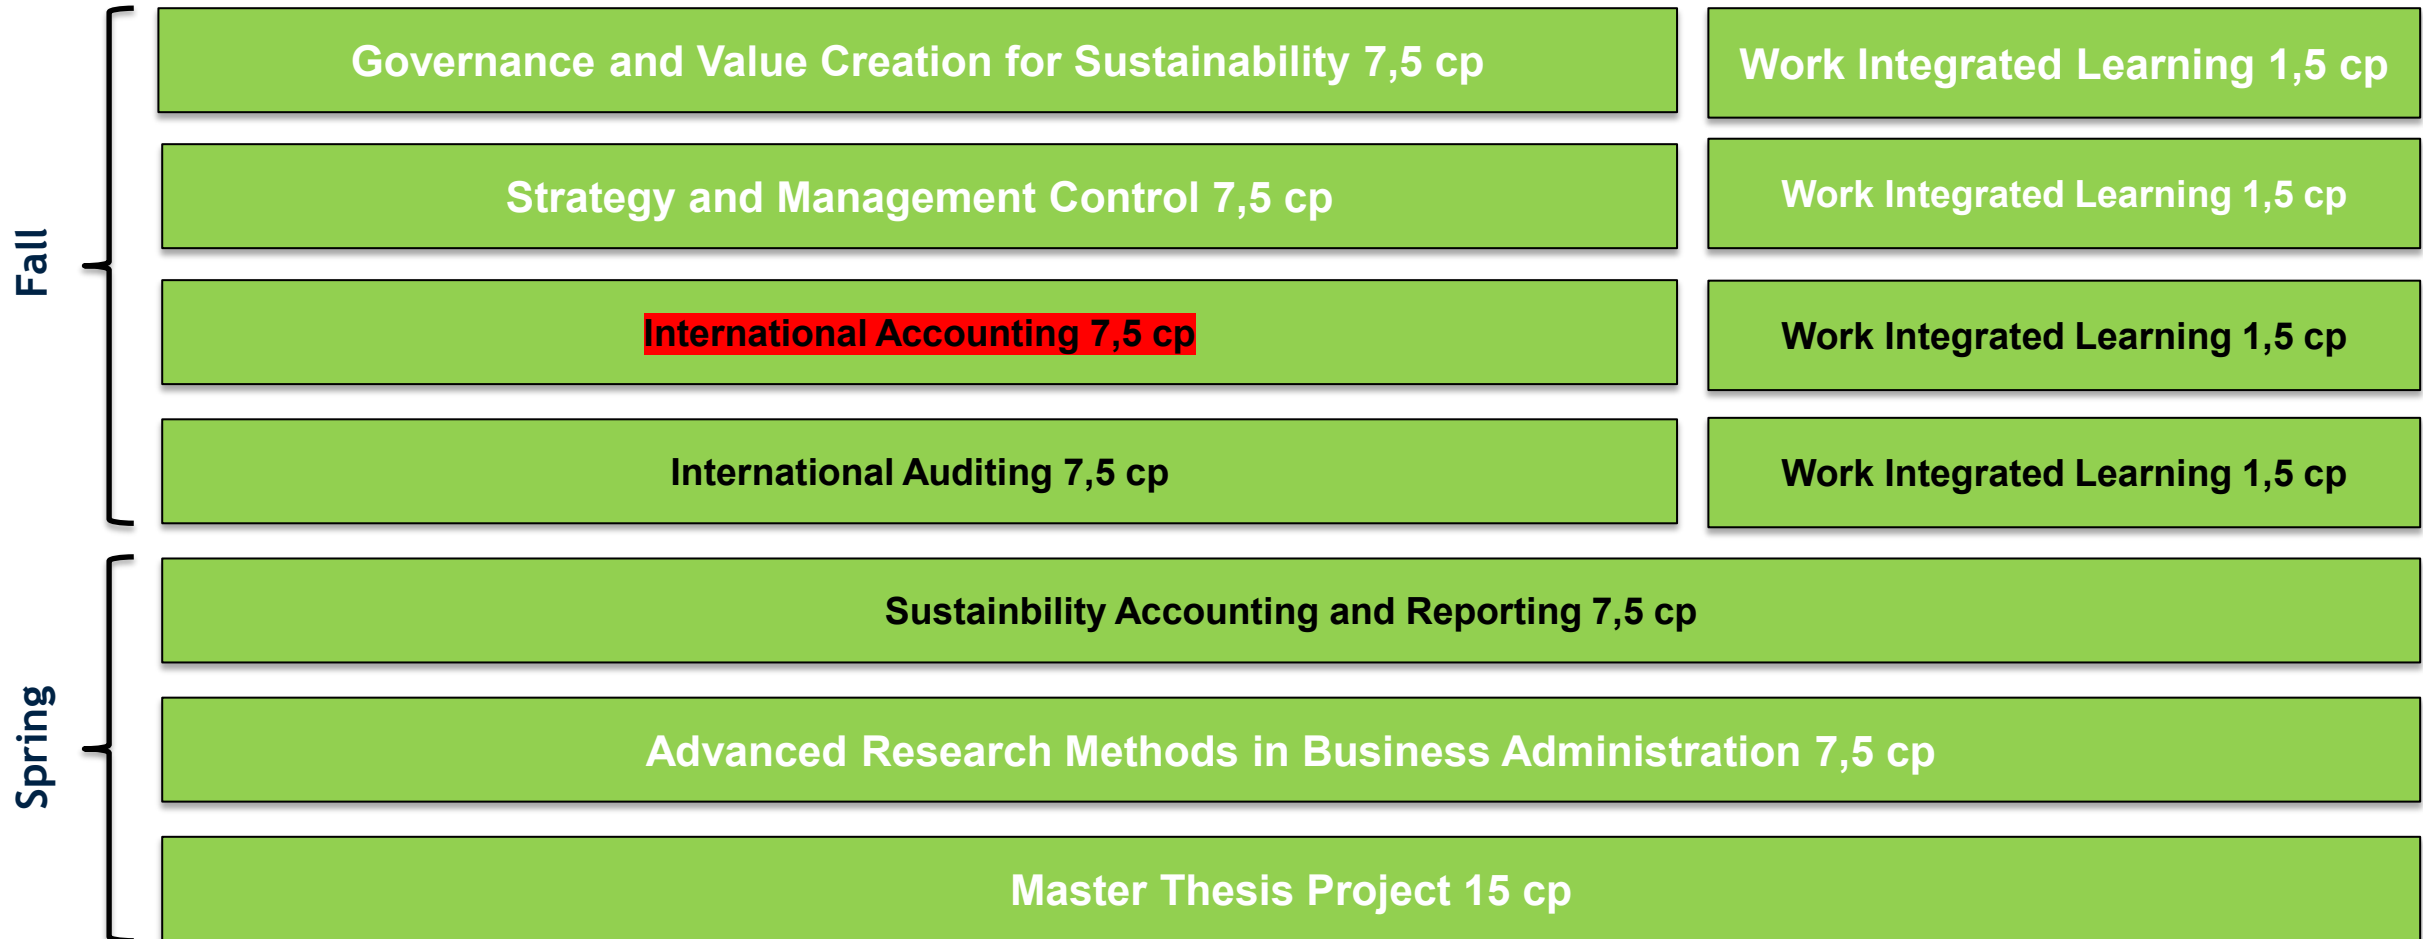 Fall
Governance and Value Creation for Sustainability 7,5 cp
Work Integrated Learning 1,5 cp
Strategy and Management Control 7,5 cp
Work Integrated Learning 1,5 cp
International Accounting 7,5 cp
Work Integrated Learning 1,5 cp
International Auditing 7,5 cp
Work Integrated Learning 1,5 cp
Spring
Sustainbility Accounting and Reporting 7,5 cp
Advanced Research Methods in Business Administration 7,5 cp
Master Thesis Project 15 cp